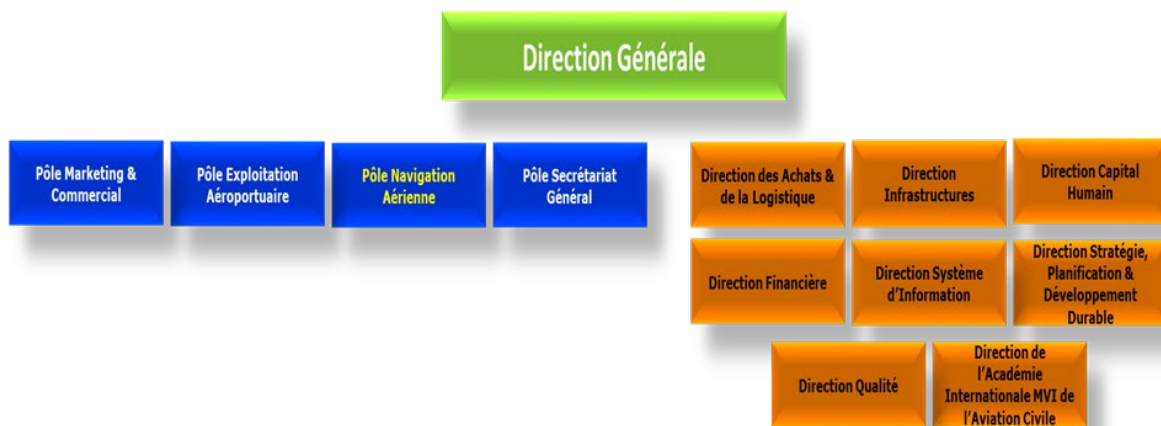 Direction Générale
Pôle Marketing &
Commercial
Pôle Exploitation
Aéroportuaire
Pôle Navigation
Aérienne
Pôle Secrétariat
Général
Direction des Achats &
de la Logistique
Direction
Infrastructures
Direction Capital
Humain
Direction Financière
Direction Système
d'Information
Direction Stratégie,
Planification &
Développement
Durable
Direction Qualité
Direction de
l'Académie
Internationale MVI de
l'Aviation Civile